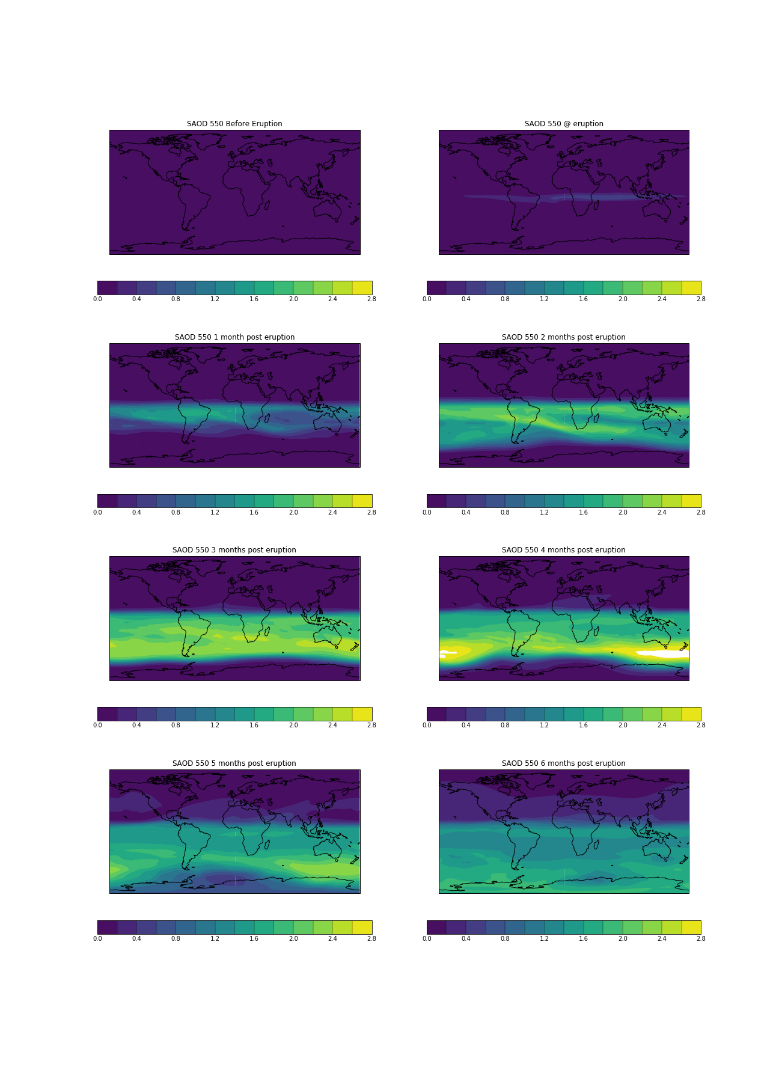 SAOD 550 Before Eruption
SAOD 550 @ eruption
0.0 0.4 0.8 1.2 1.6 2.0 2.4 2.8
0.0 0.4 0.8 1.2 1.6 2.0 2.4 2.8
SAOD 550 1 month post eruption
SAOD 550 2 months post eruption
0.0 0.4 0.8 1.2 1.6 2.0 2.4 2.8
0.0 0.4 0.8 1.2 1.6 2.0 2.4 2.8
SAOD 550 3 months post eruption
SAOD 550 4 months post eruption
0.0 0.4 0.8 1.2 1.6 2.0 2.4 2.8
0.0 0.4 0.8 1.2 1.6 2.0 2.4 2.8
SAOD 550 5 months post eruption
SAOD 550 6 months post eruption
0.0 0.4 0.8 1.2 1.6 2.0 2.4 2.8
0.0 0.4 0.8 1.2 1.6 2.0 2.4 2.8